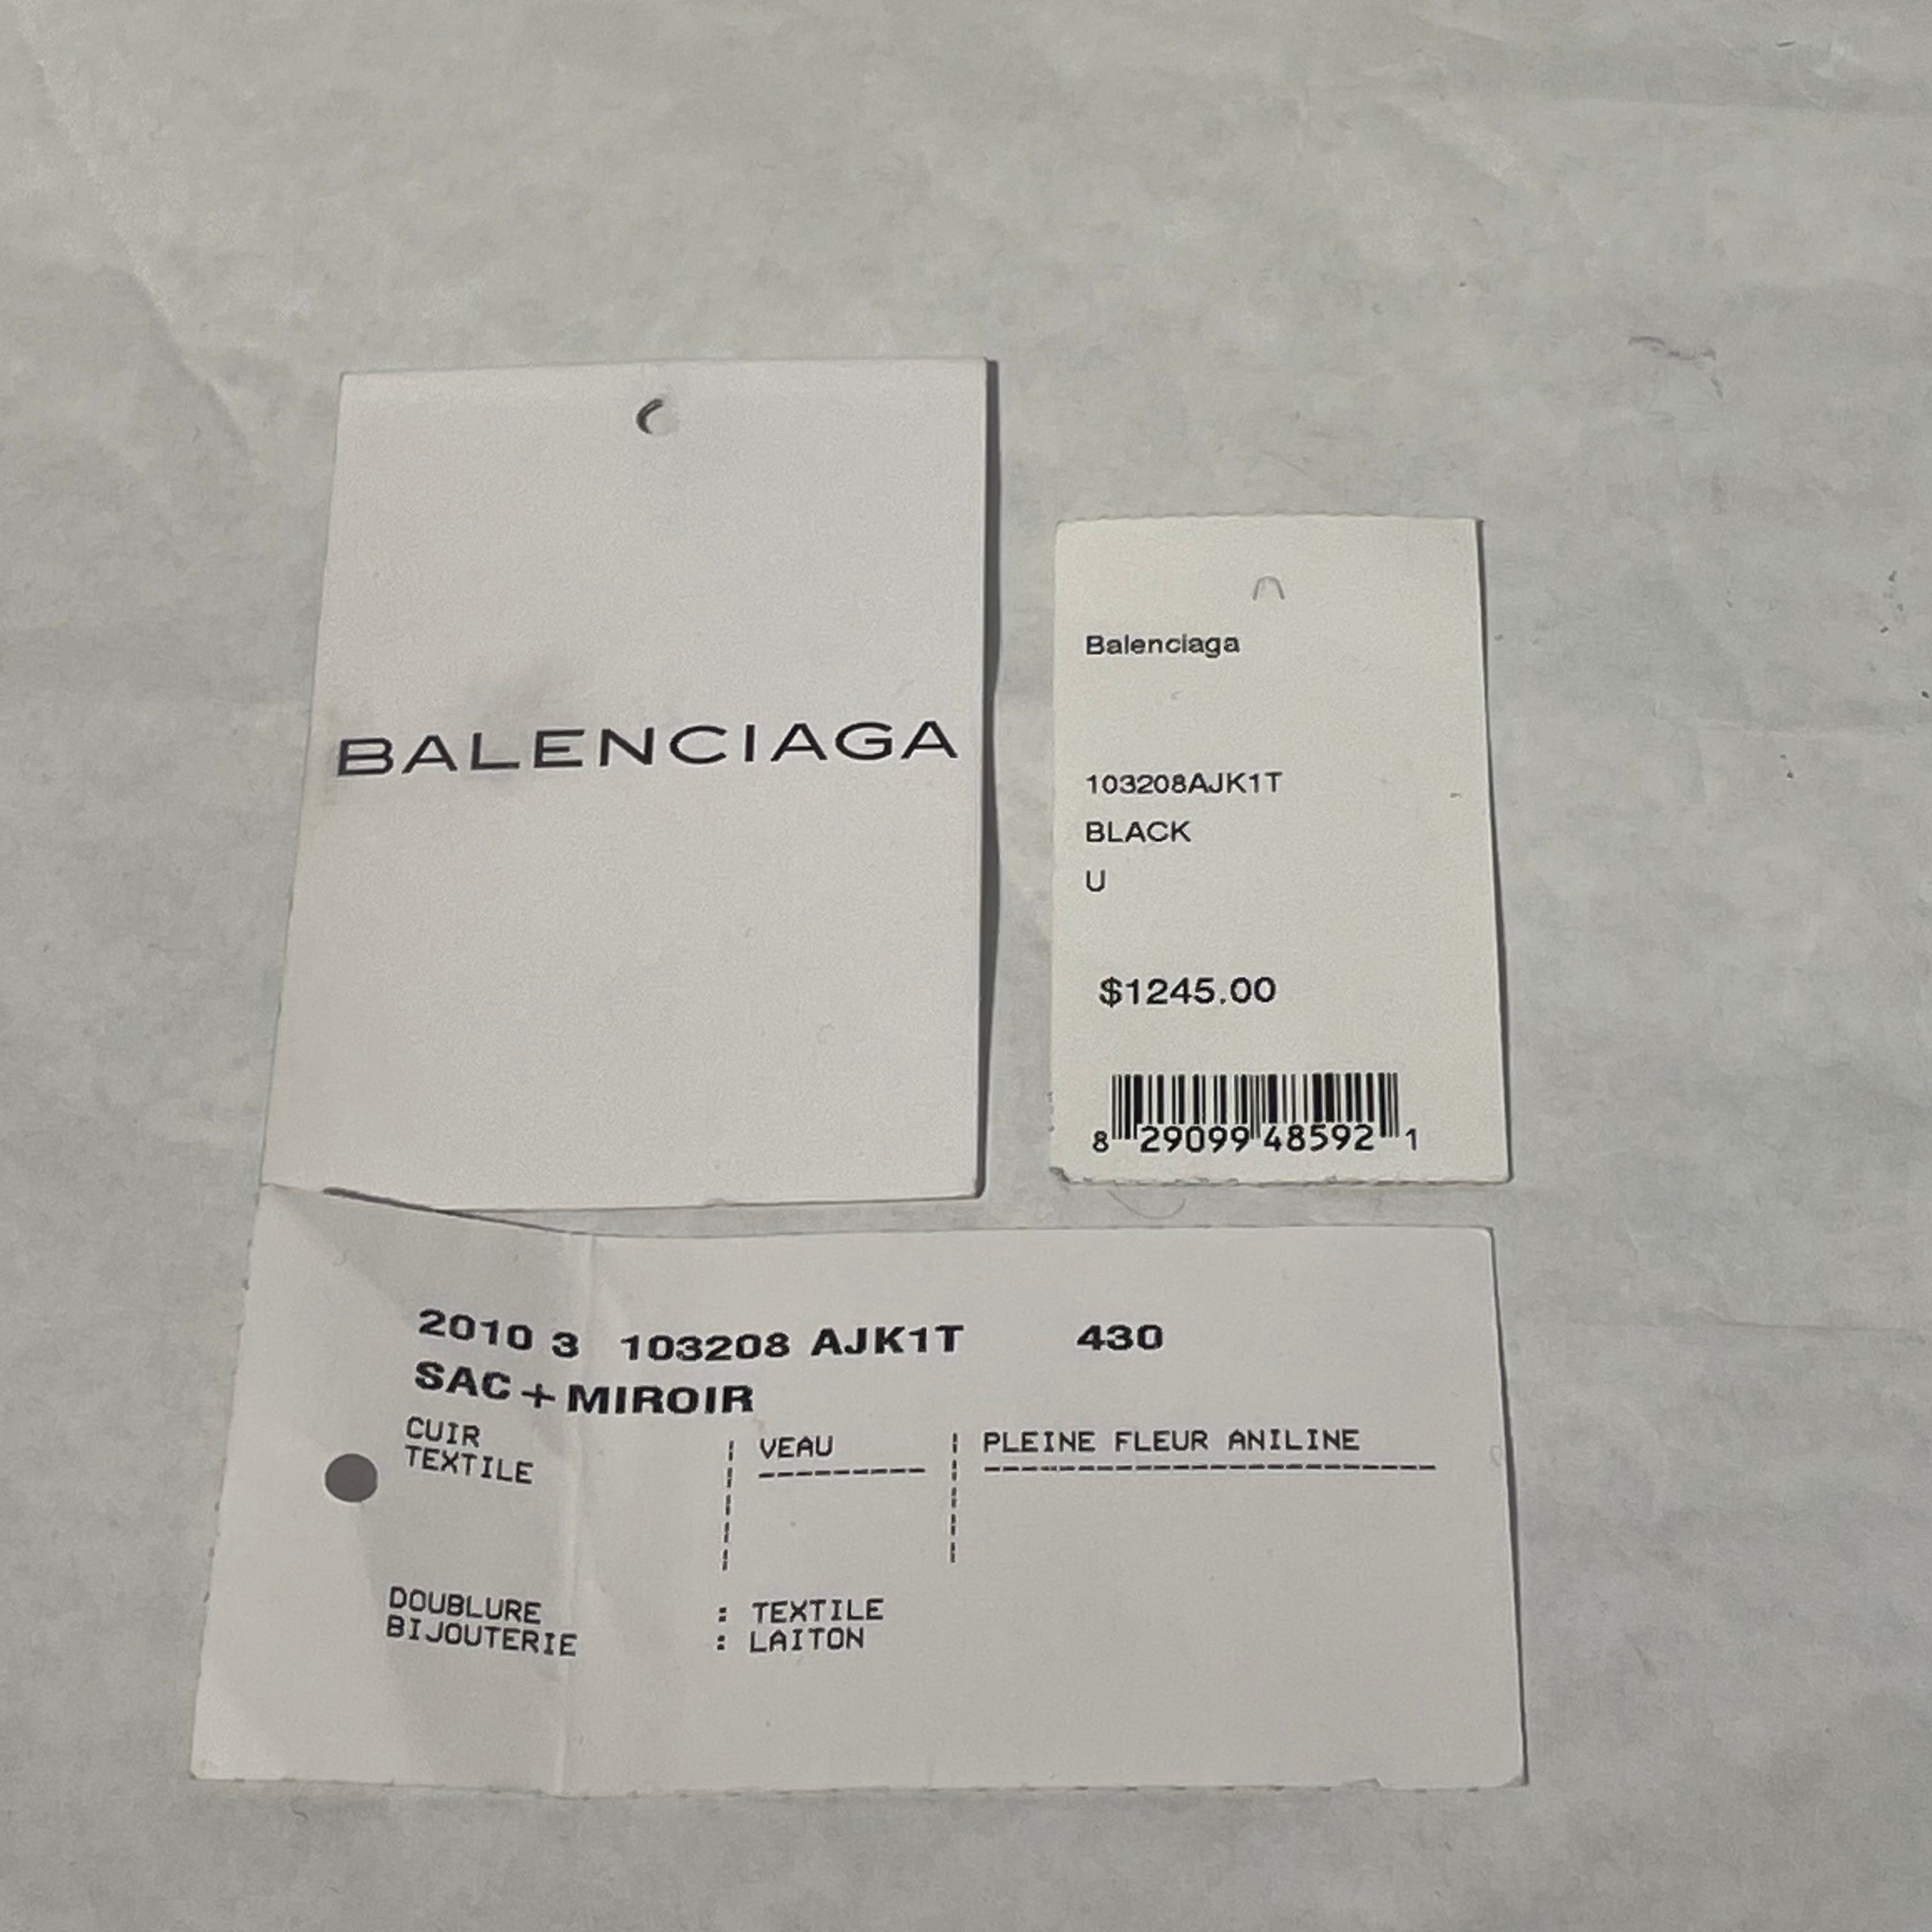 BALENCIAGA
Balenciaga
103208AJK1T
BLACK
U
$1245.00
8 29099 48592 1
2010 3 103208 AJK1T 430
SAC+MIROIR
CUIR VEAU PLEINE FLEUR ANILINE
TEXTILE
DOUBLURE : TEXTILE
BIJOUTERIE : LAITON